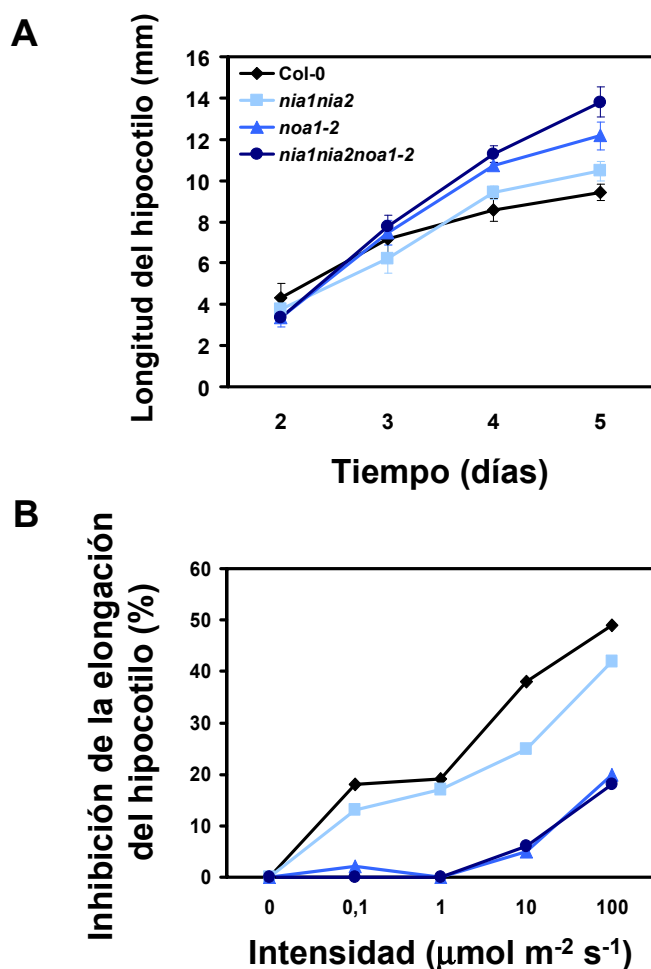 A
Longitud del hipocotilo (mm)
16
14
12
10
8
6
4
2
0
Col-0
nia1nia2
noa1-2
nia1nia2noa1-2
2 3 4 5
Tiempo (días)
B
Inhibición de la elongación
del hipocotilo (%)
60
50
40
30
20
10
0
0 0,1 1 10 100
Intensidad (μmol m⁻² s⁻¹)